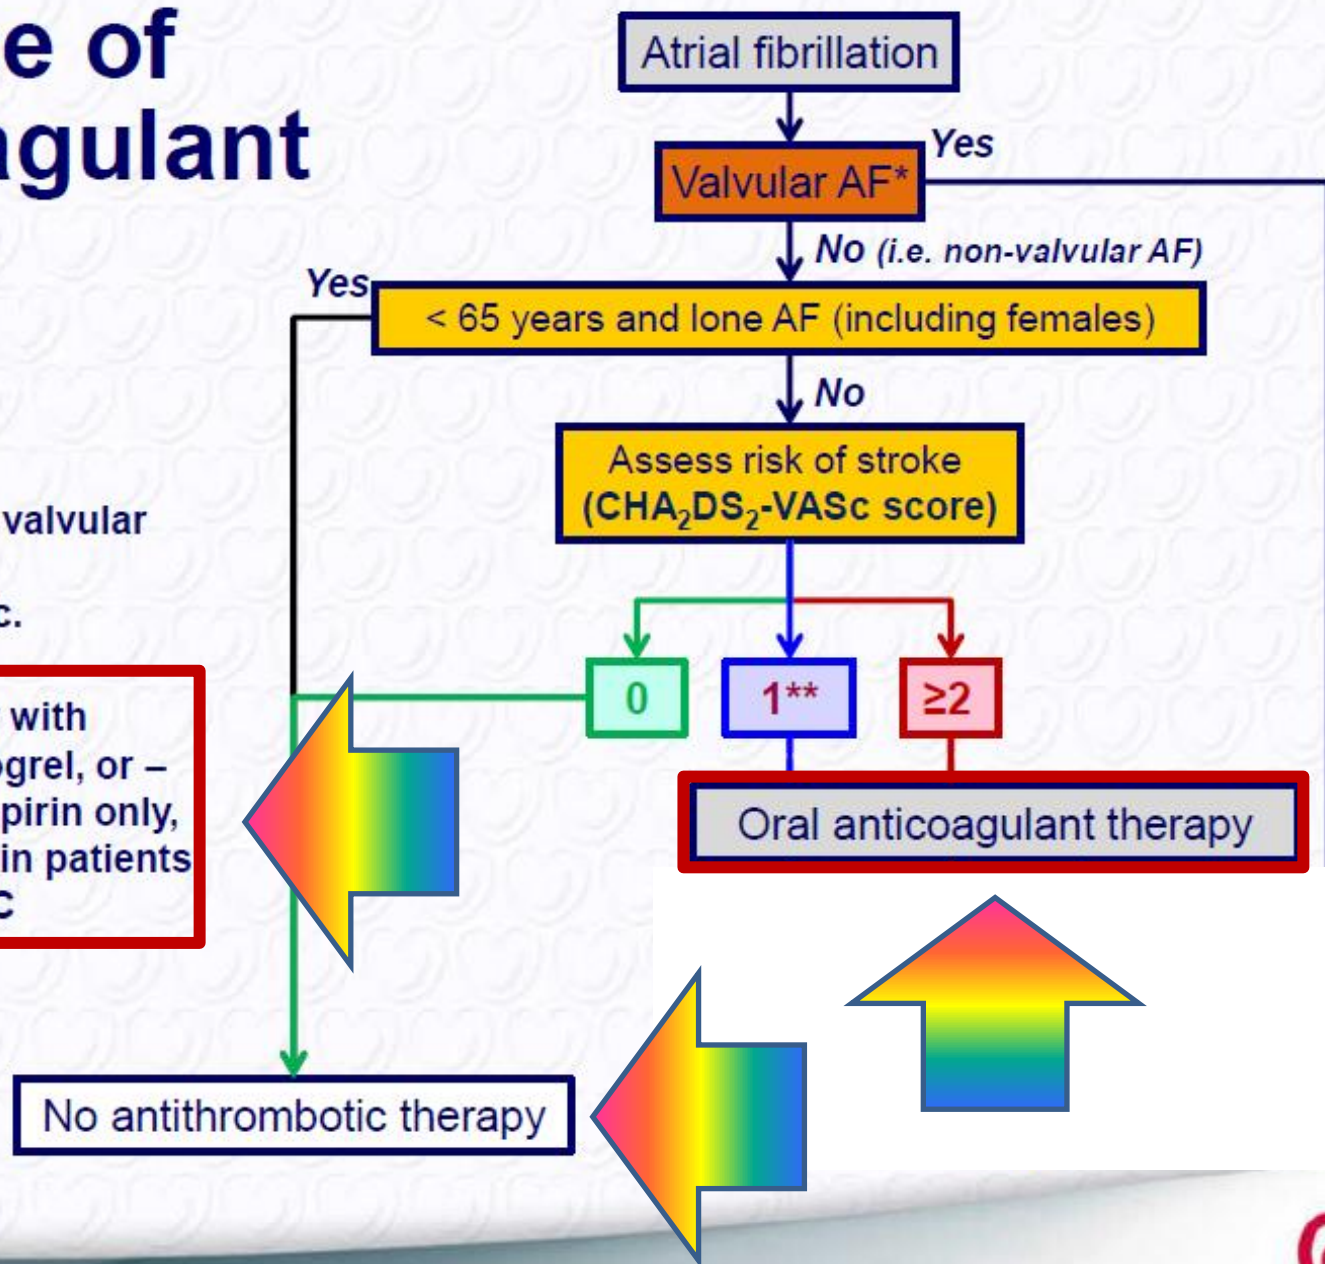 e of
agulant
Atrial fibrillation
Valvular AF*
Yes
No (i.e. non-valvular AF)
Yes
< 65 years and lone AF (including females)
No
Assess risk of stroke
(CHA₂DS₂-VASc score)
valvular
c.
0
1**
≥2
with
ogrel, or –
pirin only,
in patients
C
Oral anticoagulant therapy
No antithrombotic therapy